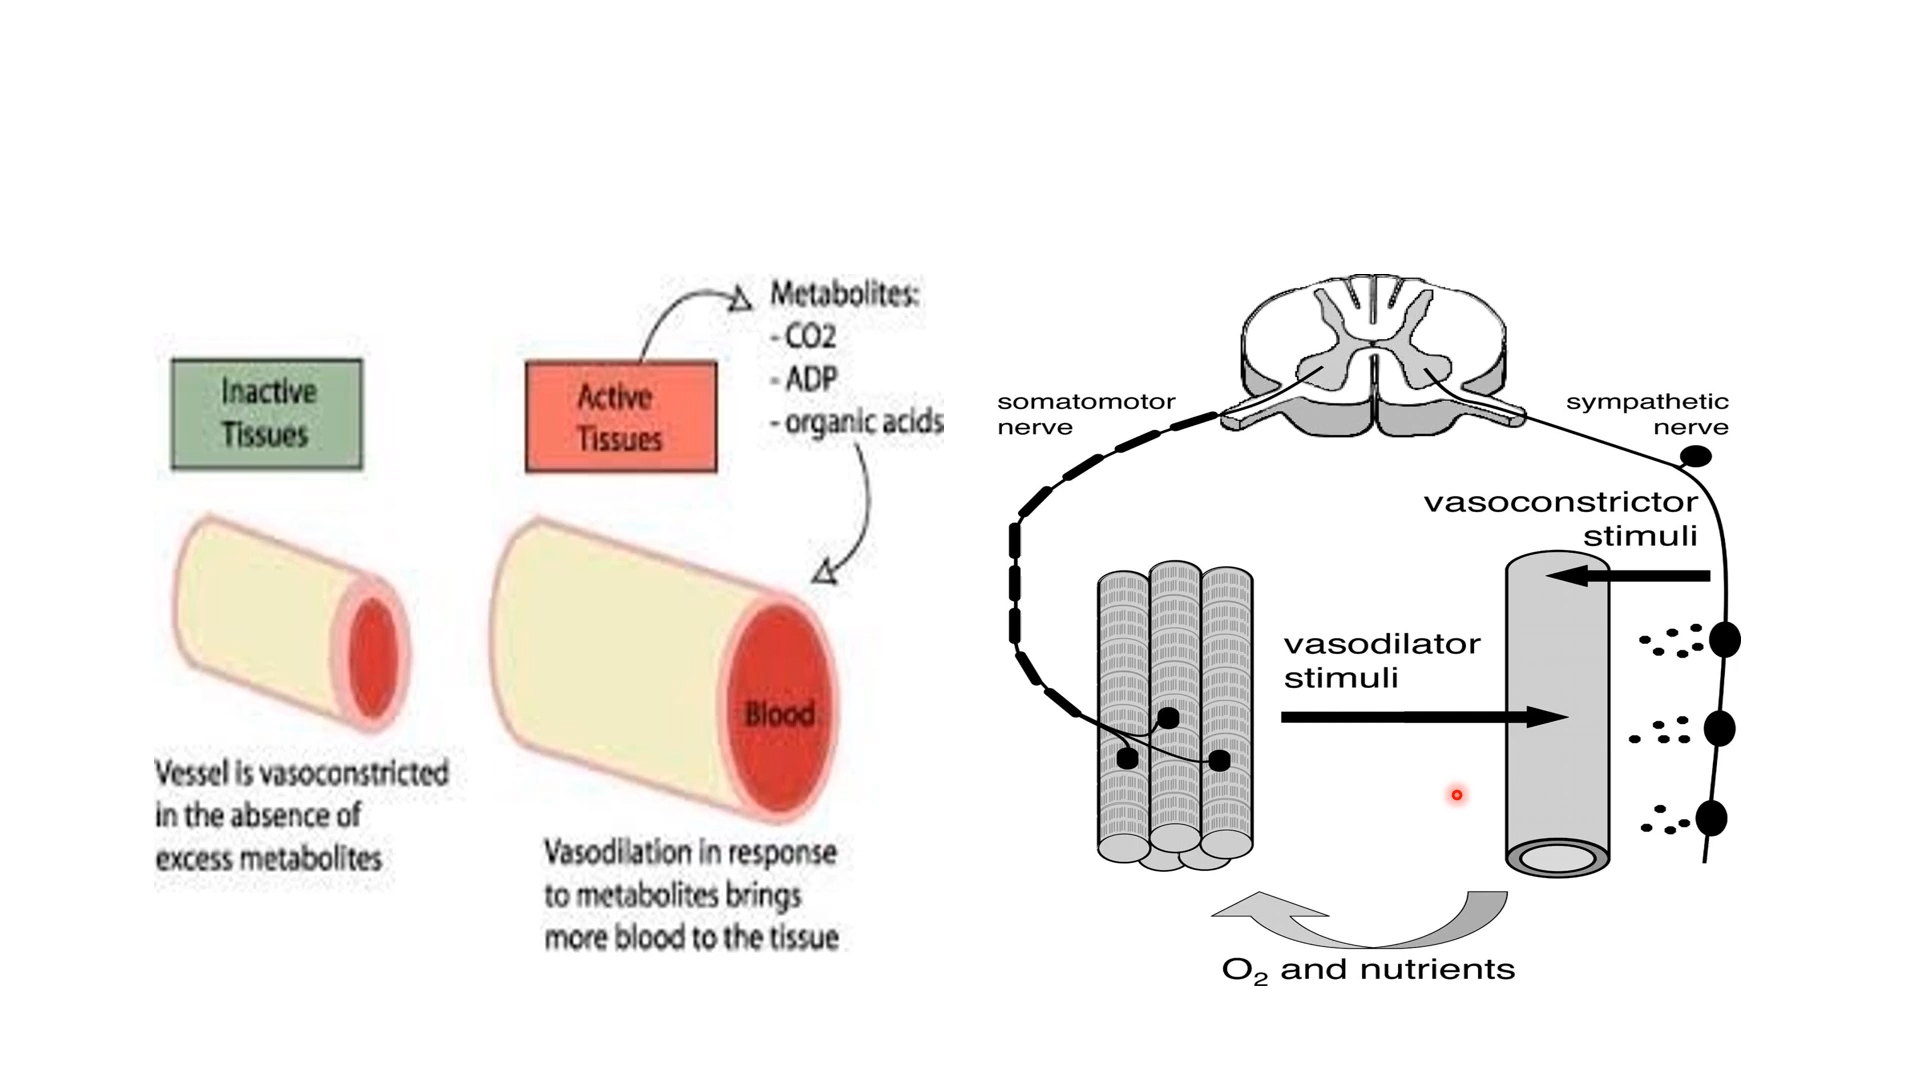 Inactive
Tissues
Active
Tissues
Metabolites:
- CO2
- ADP
- organic acids
Blood
Vessel is vasoconstricted
in the absence of
excess metabolites
Vasodilation in response
to metabolites brings
more blood to the tissue
somatomotor
nerve
sympathetic
nerve
vasoconstrictor
stimuli
vasodilator
stimuli
O₂ and nutrients